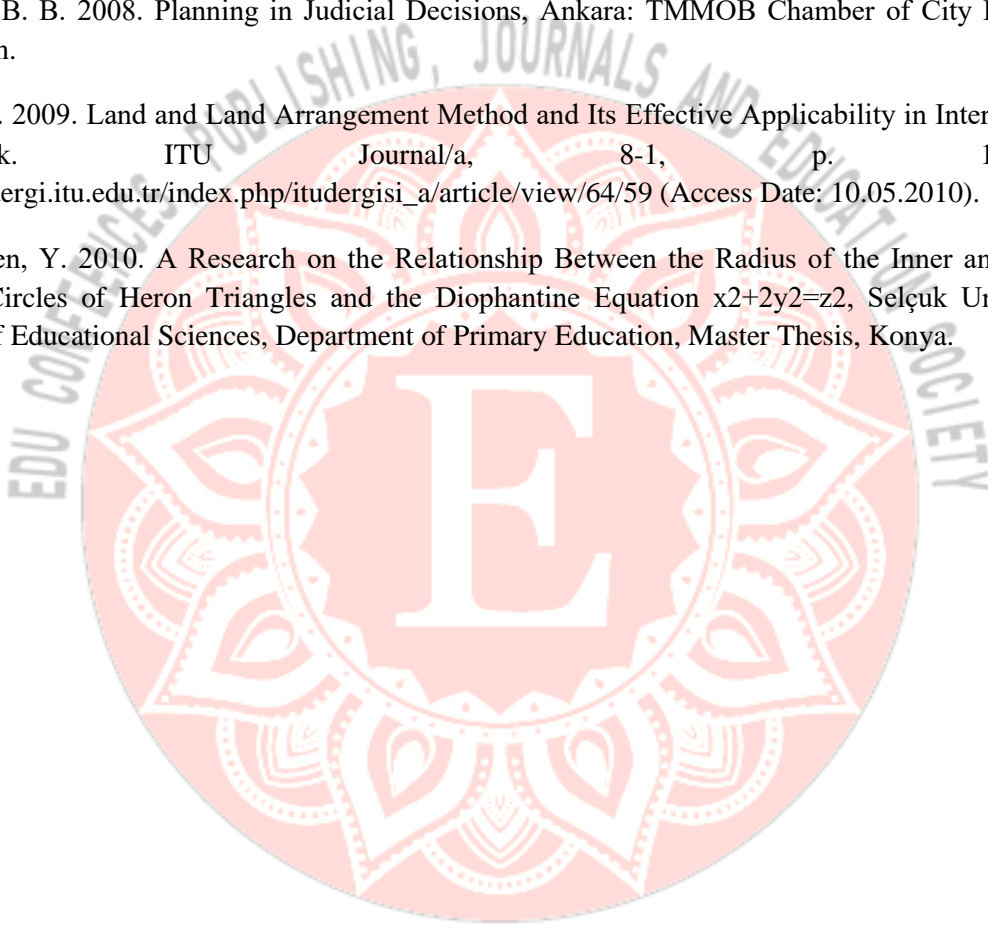 B. B. 2008. Planning in Judicial Decisions, Ankara: TMMOB Chamber of City
n.
. 2009. Land and Land Arrangement Method and Its Effective Applicability in Inter
k. ITU Journal/a, 8-1, p. 1
ergi.itu.edu.tr/index.php/itudergisi_a/article/view/64/59 (Access Date: 10.05.2010).
en, Y. 2010. A Research on the Relationship Between the Radius of the Inner an
Circles of Heron Triangles and the Diophantine Equation x2+2y2=z2, Selçuk Un
f Educational Sciences, Department of Primary Education, Master Thesis, Konya.
EDU CONFERENCES PUBLISHING, JOURNALS AND EDUCATION SOCIETY
E